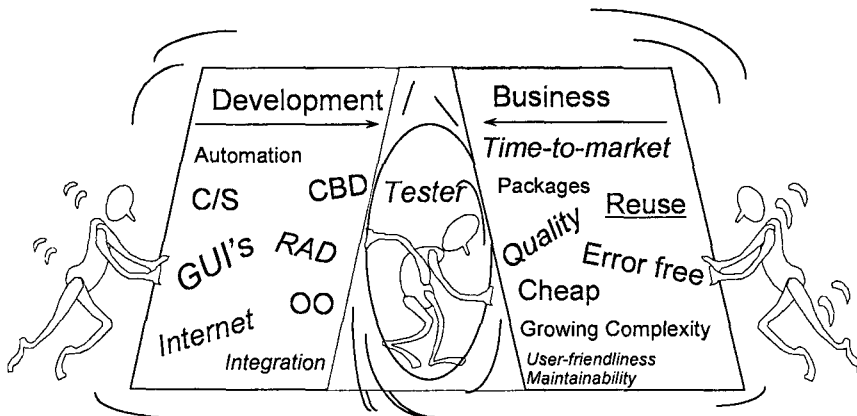 Development
Automation
C/S
CBD
GUI's
RAD
OO
Internet
Integration
Tester
Business
Time-to-market
Packages
Reuse
Quality
Error free
Cheap
Growing Complexity
User-friendliness
Maintainability